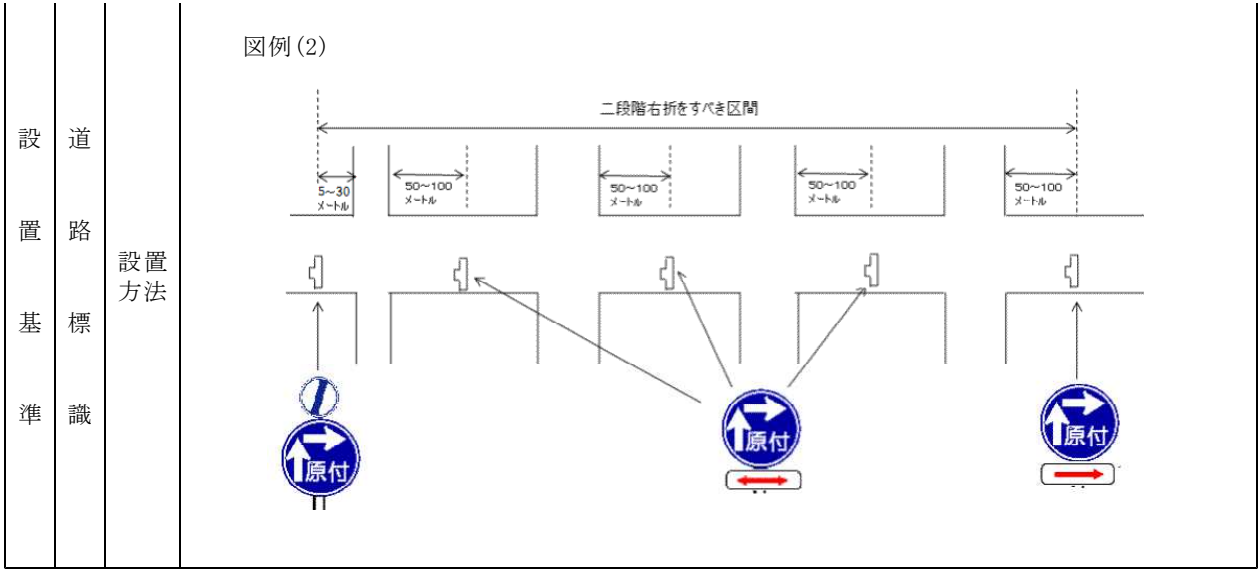 図例(2)
設置基準
道路標識
設置
方法
二段階右折をすべき区間
5~30
メートル
50~100
メートル
50~100
メートル
50~100
メートル
50~100
メートル
原付
原付
原付